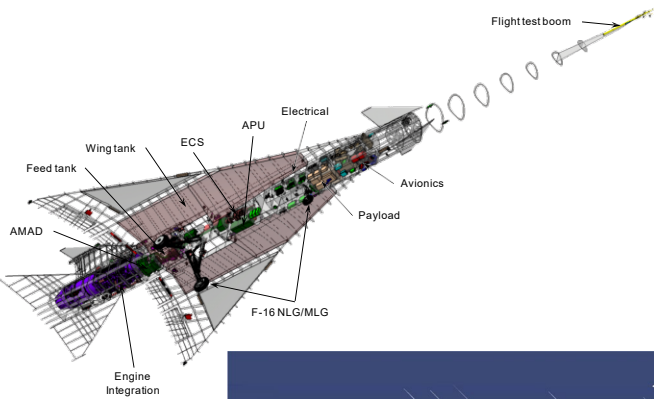 Flight test boom
Electrical
APU
ECS
Wing tank
Feed tank
Avionics
Payload
AMAD
F-16 NLG/MLG
Engine
Integration